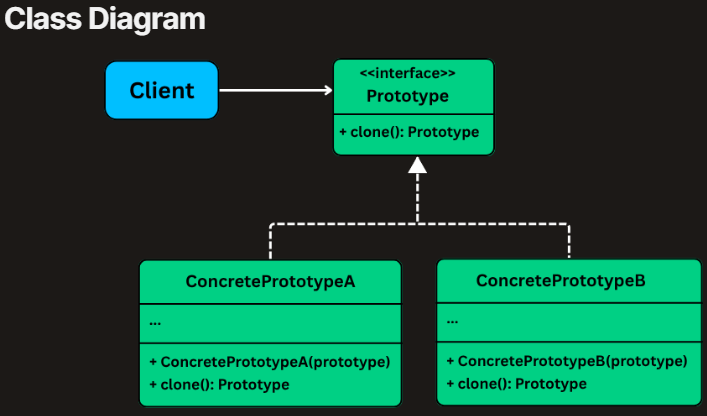 Class Diagram
Client
<<interface>>
Prototype
+ clone(): Prototype
ConcretePrototypeA
...
+ ConcretePrototypeA(prototype)
+ clone(): Prototype
ConcretePrototypeB
...
+ ConcretePrototypeB(prototype)
+ clone(): Prototype